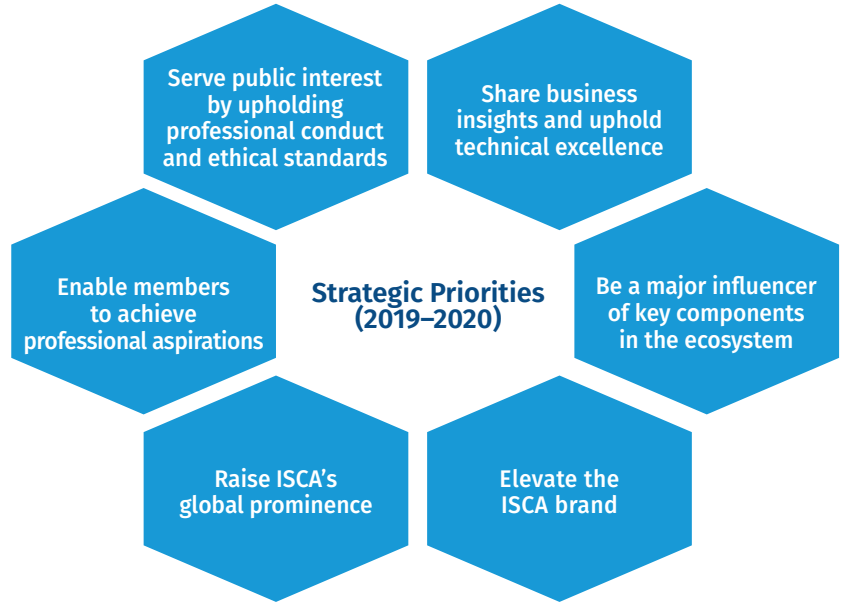 Serve public interest
by upholding
professional conduct
and ethical standards
Share business
insights and uphold
technical excellence
Enable members
to achieve
professional aspirations
Strategic Priorities
(2019–2020)
Be a major influencer
of key components
in the ecosystem
Raise ISCA’s
global prominence
Elevate the
ISCA brand